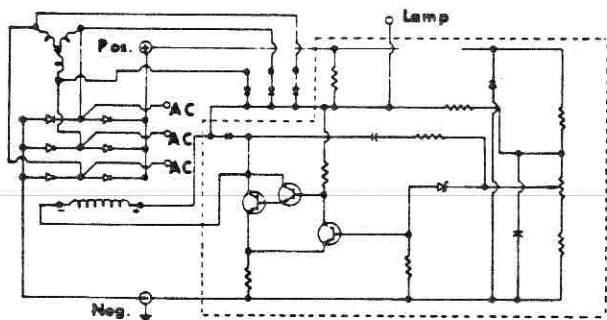 Lamp
Pos.
AC
AC
AC
- +
Neg.